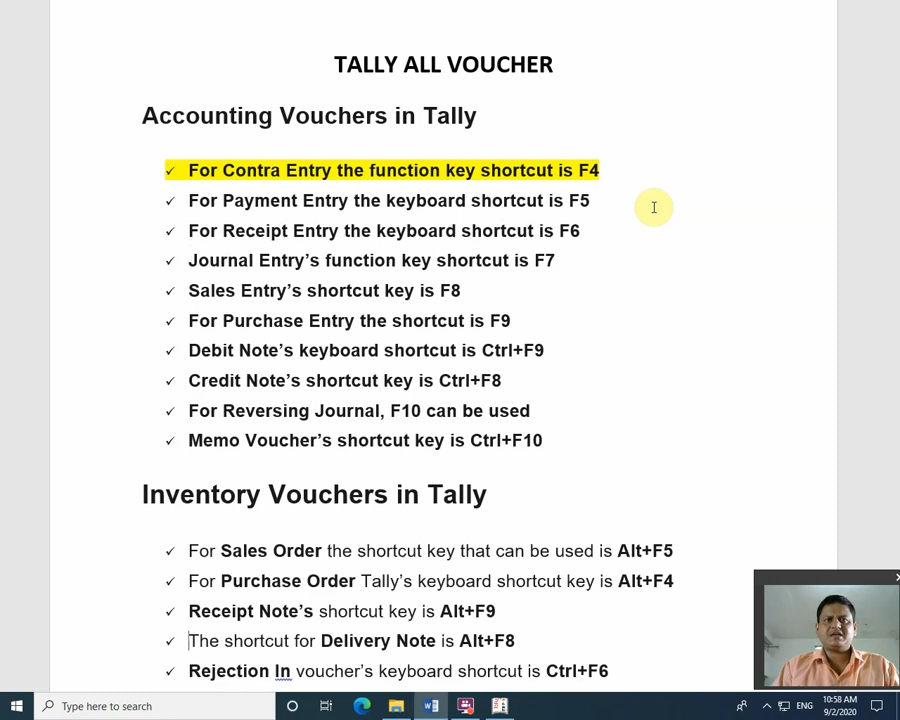 TALLY ALL VOUCHER
Accounting Vouchers in Tally
✓ For Contra Entry the function key shortcut is F4
✓ For Payment Entry the keyboard shortcut is F5
✓ For Receipt Entry the keyboard shortcut is F6
✓ Journal Entry’s function key shortcut is F7
✓ Sales Entry’s shortcut key is F8
✓ For Purchase Entry the shortcut is F9
✓ Debit Note’s keyboard shortcut is Ctrl+F9
✓ Credit Note’s shortcut key is Ctrl+F8
✓ For Reversing Journal, F10 can be used
✓ Memo Voucher’s shortcut key is Ctrl+F10
Inventory Vouchers in Tally
✓ For Sales Order the shortcut key that can be used is Alt+F5
✓ For Purchase Order Tally’s keyboard shortcut key is Alt+F4
✓ Receipt Note’s shortcut key is Alt+F9
✓ The shortcut for Delivery Note is Alt+F8
✓ Rejection In voucher’s keyboard shortcut is Ctrl+F6
Type here to search
ENG
10:58 AM
9/2/2020